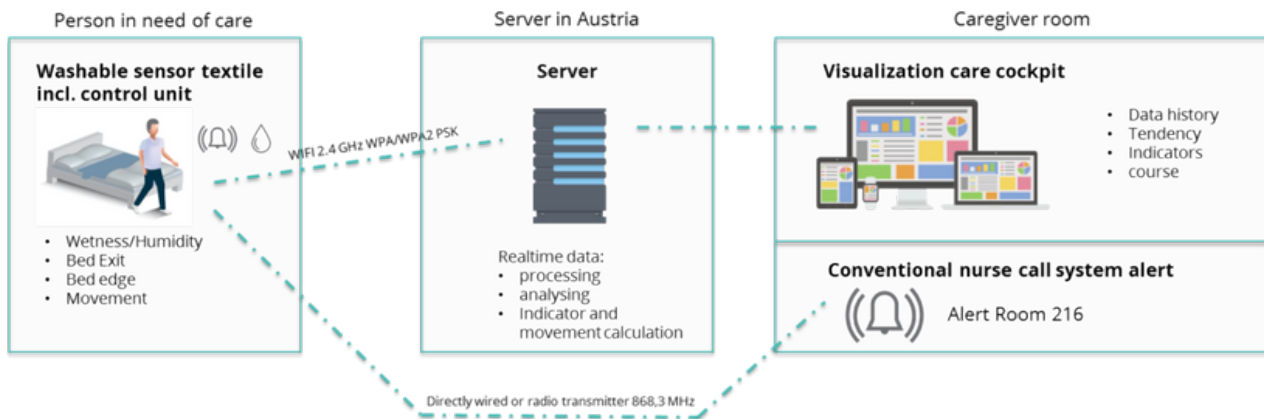 Person in need of care
Server in Austria
Caregiver room
Washable sensor textile
incl. control unit
WIFI 2.4 GHz WPA/WPA2 PSK
• Wetness/Humidity
• Bed Exit
• Bed edge
• Movement
Server
Realtime data:
• processing
• analysing
• Indicator and
movement calculation
Visualization care cockpit
• Data history
• Tendency
• Indicators
• course
Conventional nurse call system alert
Alert Room 216
Directly wired or radio transmitter 868,3 MHz